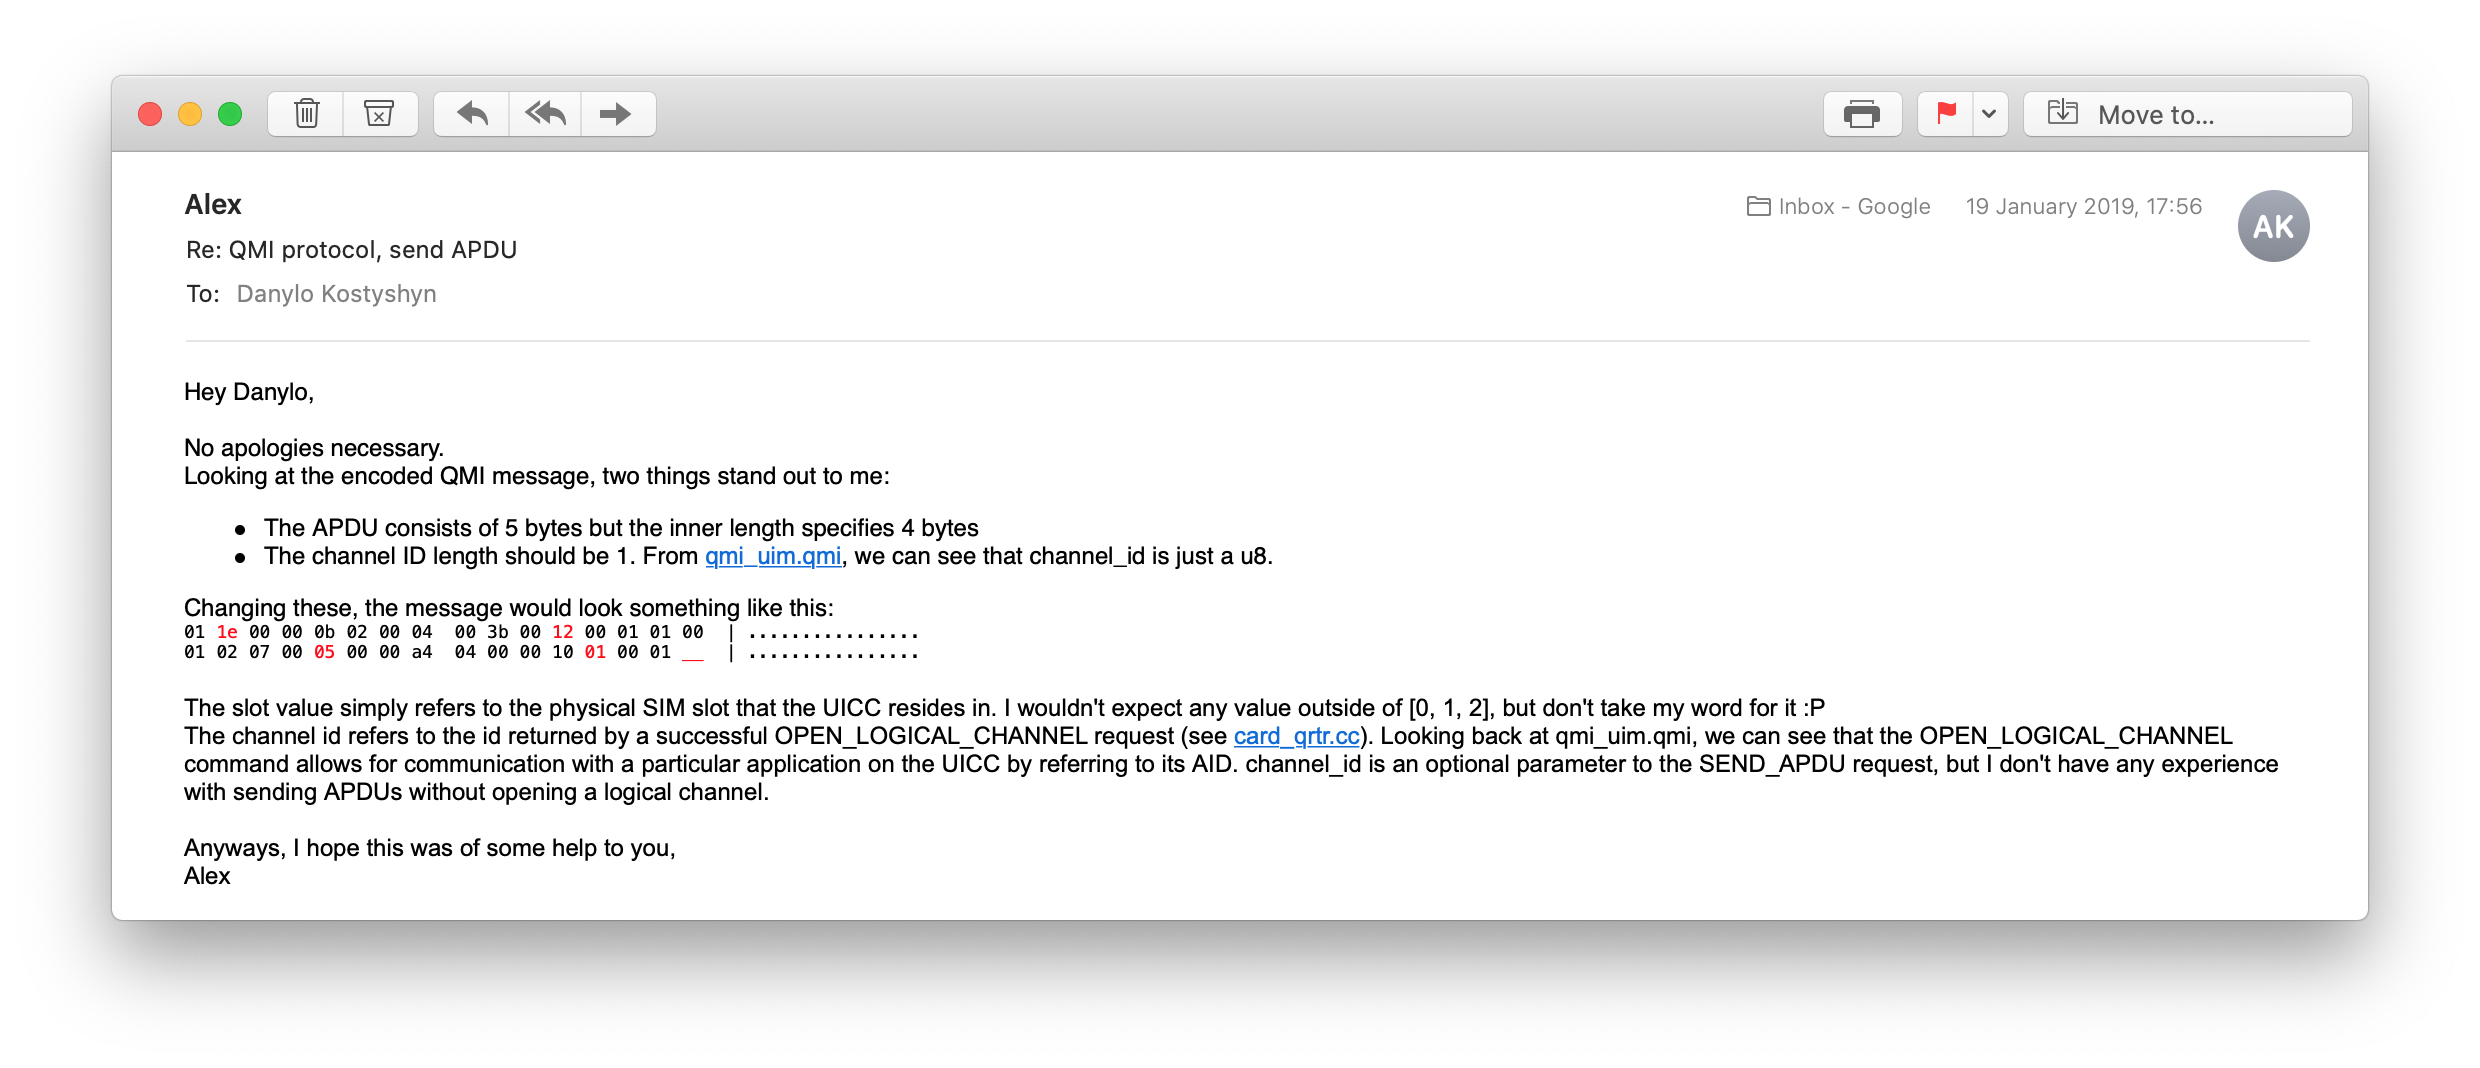 Move to...
Alex
Inbox - Google
19 January 2019, 17:56
AK
Re: QMI protocol, send APDU
To: Danylo Kostyshyn
Hey Danylo,
No apologies necessary.
Looking at the encoded QMI message, two things stand out to me:
● The APDU consists of 5 bytes but the inner length specifies 4 bytes
● The channel ID length should be 1. From qmi_uim.qmi, we can see that channel_id is just a u8.
Changing these, the message would look something like this:
01 1e 00 00 0b 02 00 04  00 3b 00 12 00 01 01 00  | ................
01 02 07 00 05 00 00 a4  04 00 00 10 01 00 01 __  | ................
The slot value simply refers to the physical SIM slot that the UICC resides in. I wouldn't expect any value outside of [0, 1, 2], but don't take my word for it :P
The channel id refers to the id returned by a successful OPEN_LOGICAL_CHANNEL request (see card_qrtr.cc). Looking back at qmi_uim.qmi, we can see that the OPEN_LOGICAL_CHANNEL
command allows for communication with a particular application on the UICC by referring to its AID. channel_id is an optional parameter to the SEND_APDU request, but I don't have any experience
with sending APDUs without opening a logical channel.
Anyways, I hope this was of some help to you,
Alex